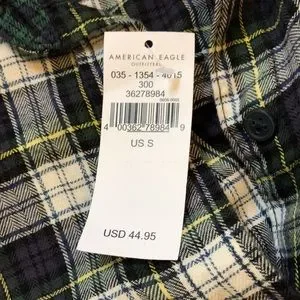 AMERICAN EAGLE
OUTFITTERS
035 - 1354 - 4015
300
36278984
4 00362 78984 9
US S
USD 44.95